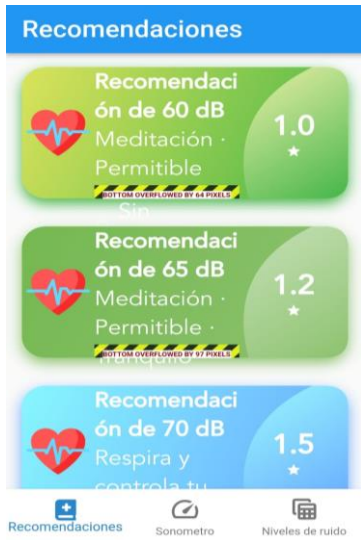 Recomendaciones
Recomendaci
ón de 60 dB
Meditación ·
Permitible
BOTTOM OVERFLOWED BY 64 PIXELS
Sin
1.0
Recomendaci
ón de 65 dB
Meditación ·
Permitible ·
BOTTOM OVERFLOWED BY 97 PIXELS
Tranquilo
1.2
Recomendaci
ón de 70 dB
Respira y
controla tu
1.5
Recomendaciones
Sonometro
Niveles de ruido